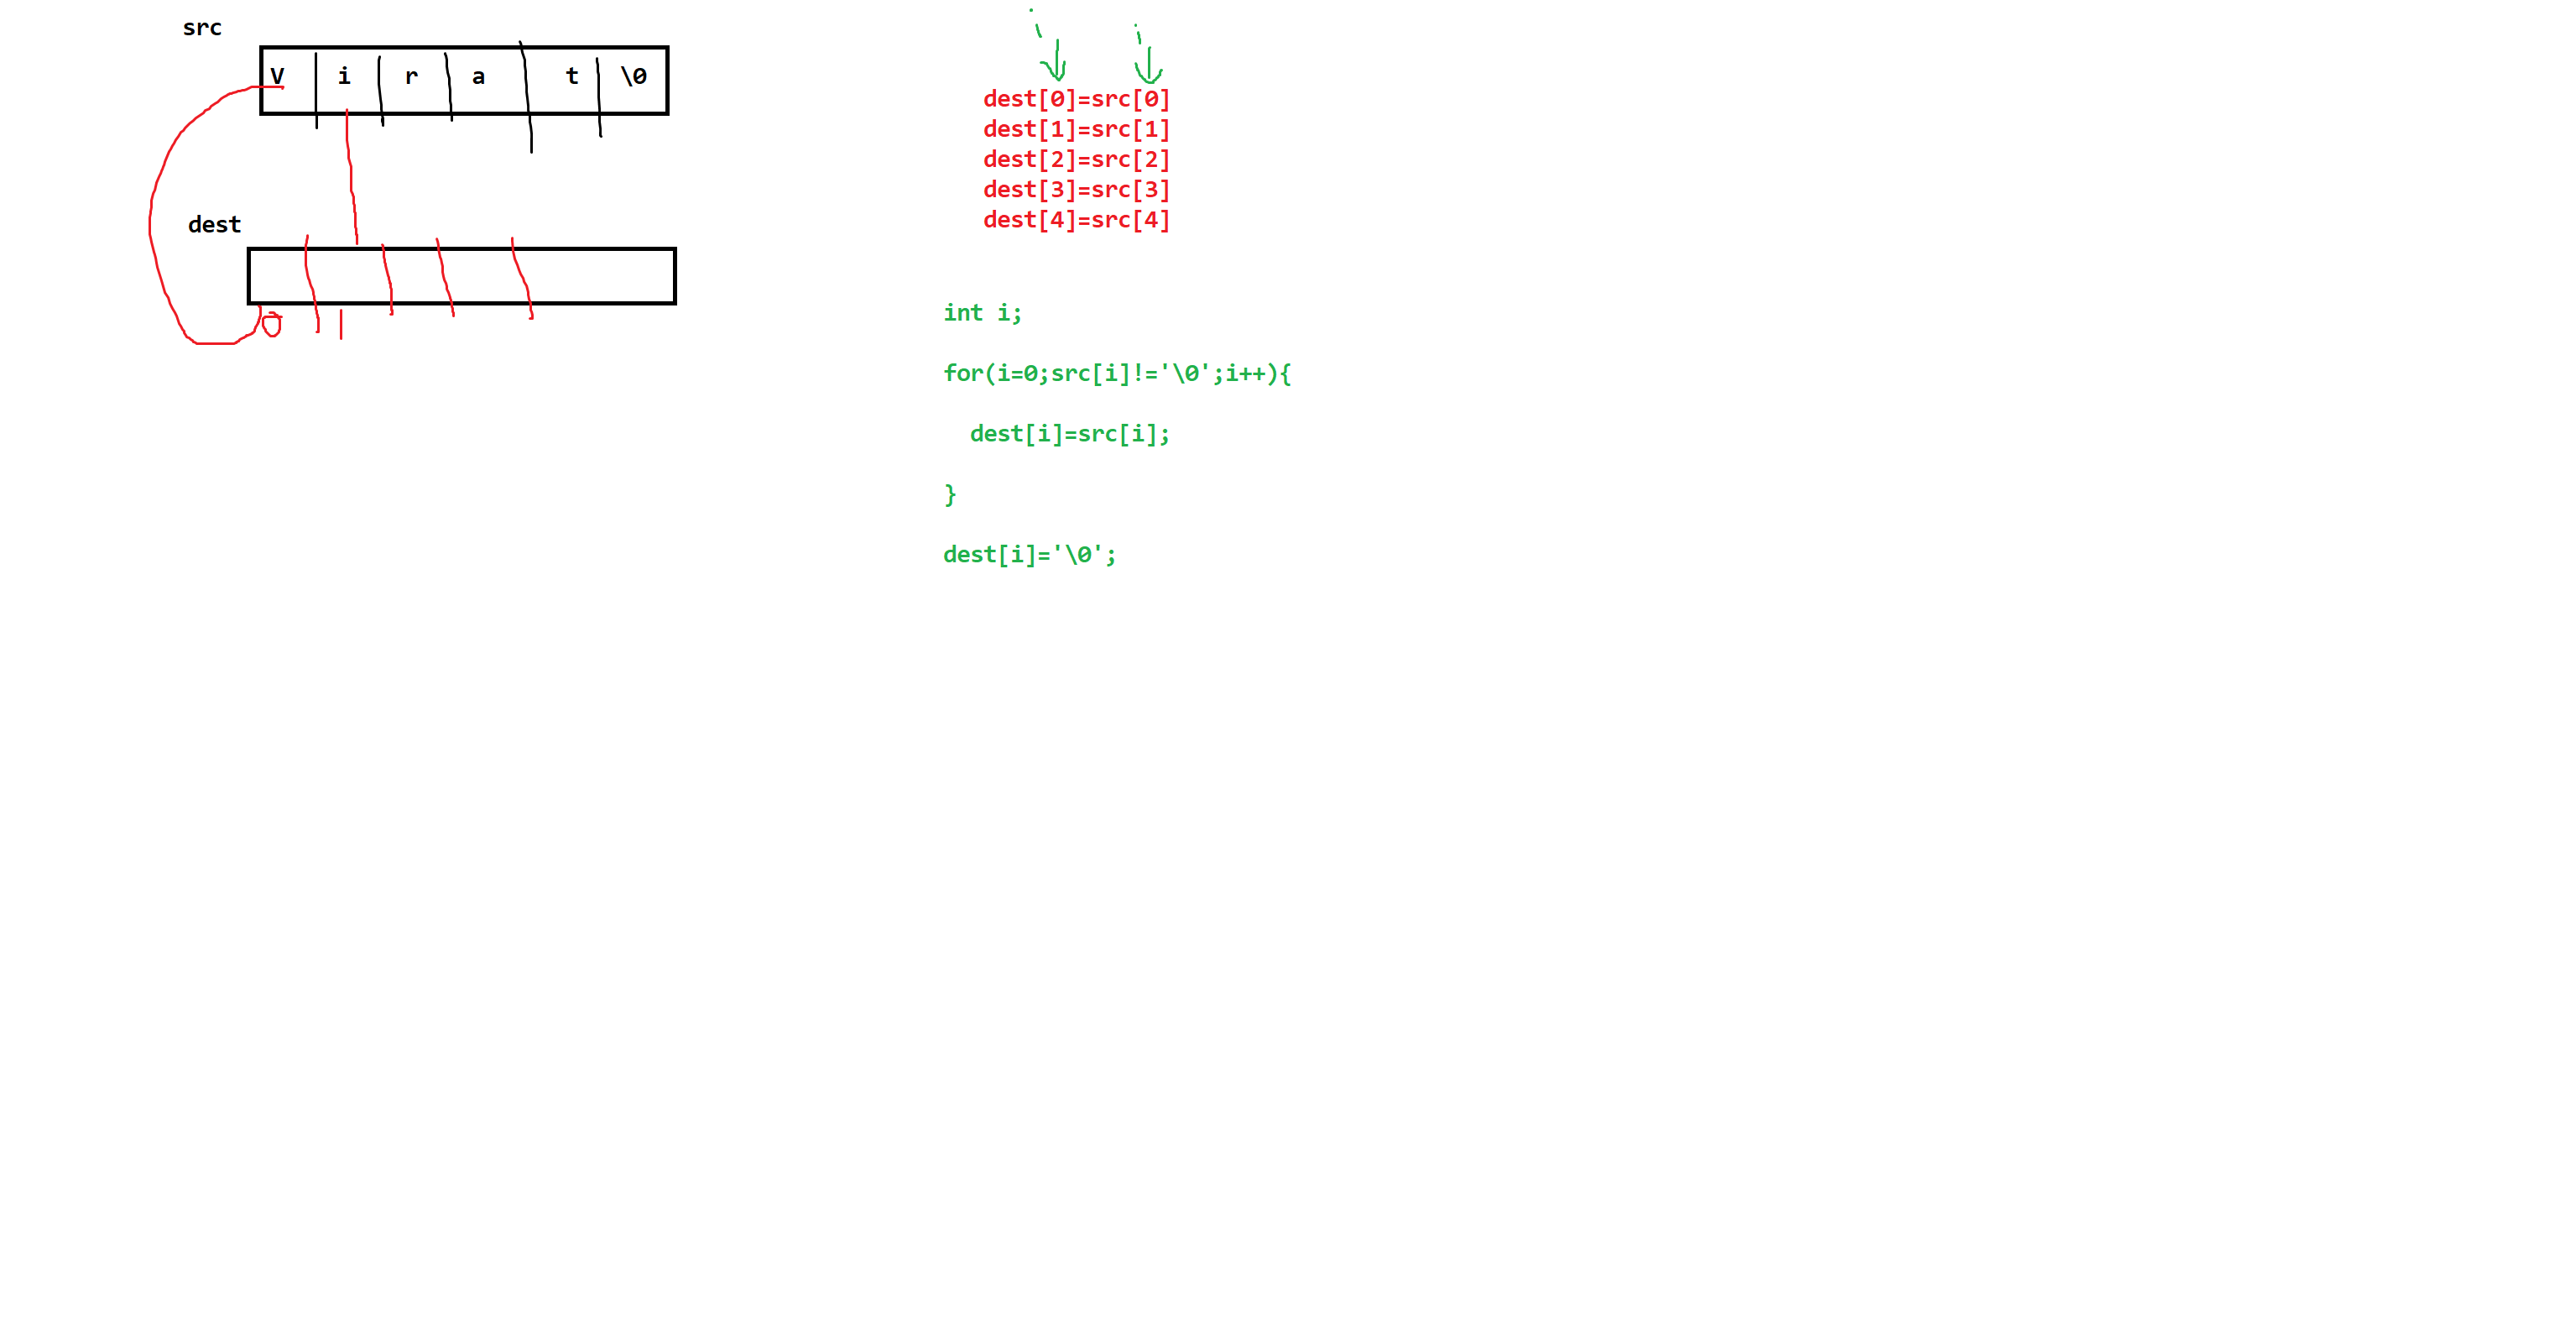 src
V i r a t \0
dest
0 1
i i
dest[0]=src[0]
dest[1]=src[1]
dest[2]=src[2]
dest[3]=src[3]
dest[4]=src[4]
int i;
for(i=0;src[i]!='\0';i++){
dest[i]=src[i];
}
dest[i]='\0';